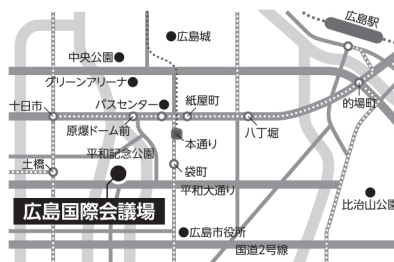 広島駅
広島城
中央公園
グリーンアリーナ
バスセンター
紙屋町
十日市
原爆ドーム前
八丁堀
的場町
本通り
平和記念公園
土橋
袋町
平和大通り
広島国際会議場
比治山公園
広島市役所
国道2号線